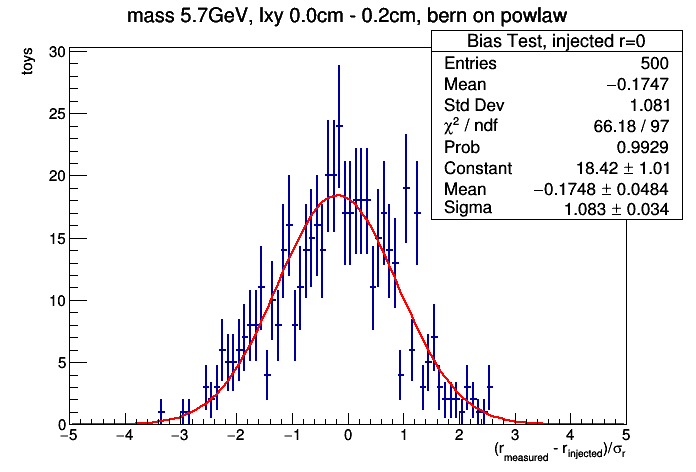 mass 5.7GeV, lxy 0.0cm - 0.2cm, bern on powlaw
Bias Test, injected r=0
Entries 500
Mean −0.1747
Std Dev 1.081
χ² / ndf 66.18 / 97
Prob 0.9929
Constant 18.42 ± 1.01
Mean −0.1748 ± 0.0484
Sigma 1.083 ± 0.034
toys
30
25
20
15
10
5
0
−5 −4 −3 −2 −1 0 1 2 3 4 5
(r_measured - r_injected)/σ_r